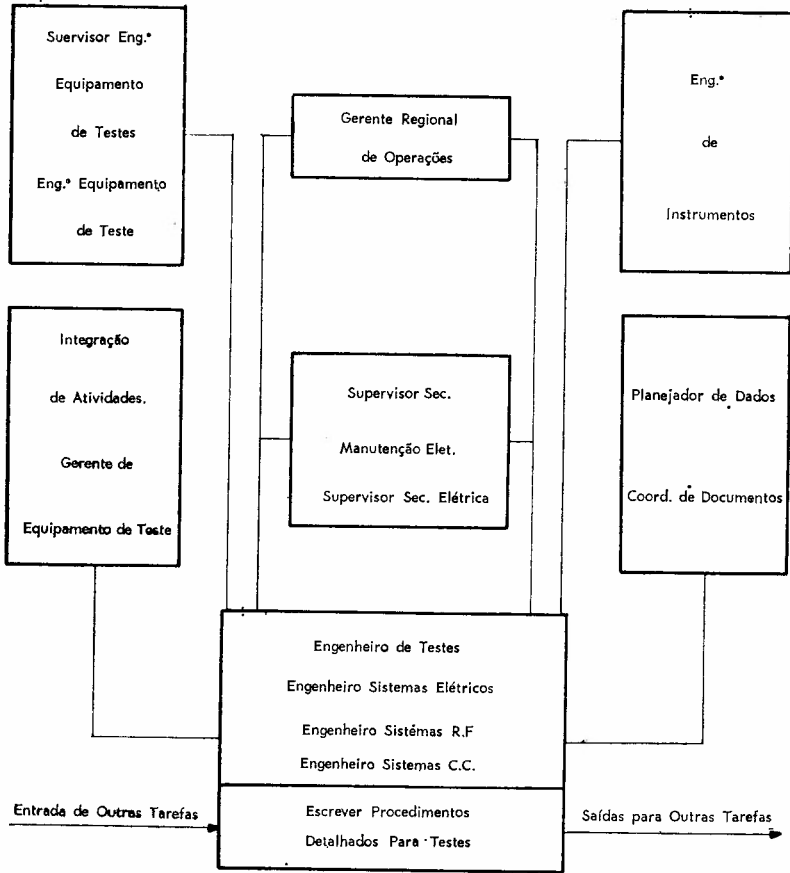 Suervisor Eng.º
Equipamento
de Testes
Eng.º Equipamento
de Teste
Gerente Regional
de Operações
Eng.º
de
Instrumentos
Integração
de Atividades.
Gerente de
Equipamento de Teste
Supervisor Sec.
Manutenção Elet.
Supervisor Sec. Elétrica
Planejador de Dados
Coord. de Documentos
Engenheiro de Testes
Engenheiro Sistemas Elétricos
Engenheiro Sistemas R.F
Engenheiro Sistemas C.C.
Entrada de Outras Tarefas
Escrever Procedimentos
Detalhados Para Testes
Saídas para Outras Tarefas